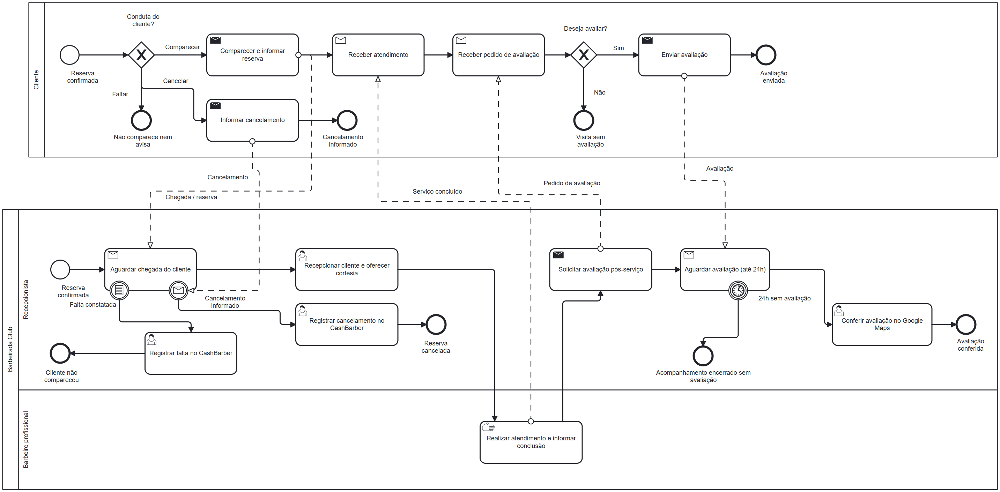 Conduta do
cliente?
Deseja avaliar?
Cliente
Reserva
confirmada
Comparecer
Comparecer e informar
reserva
Receber atendimento
Receber pedido de avaliação
Sim
Enviar avaliação
Avaliação
enviada
Cancelar
Faltar
Não
Informar cancelamento
Não comparece nem
avisa
Cancelamento
informado
Visita sem
avaliação
Cancelamento
Chegada / reserva
Serviço concluído
Pedido de avaliação
Avaliação
Barbeirada Club
Recepcionista
Reserva
confirmada
Aguardar chegada do cliente
Recepcionar cliente e oferecer
cortesia
Solicitar avaliação pós-serviço
Aguardar avaliação (até 24h)
Falta constatada
Cancelamento
informado
24h sem avaliação
Registrar cancelamento no
CashBarber
Reserva
cancelada
Conferir avaliação no Google
Maps
Avaliação
conferida
Registrar falta no CashBarber
Cliente não
compareceu
Acompanhamento encerrado sem
avaliação
Barbeiro profissional
Realizar atendimento e informar
conclusão